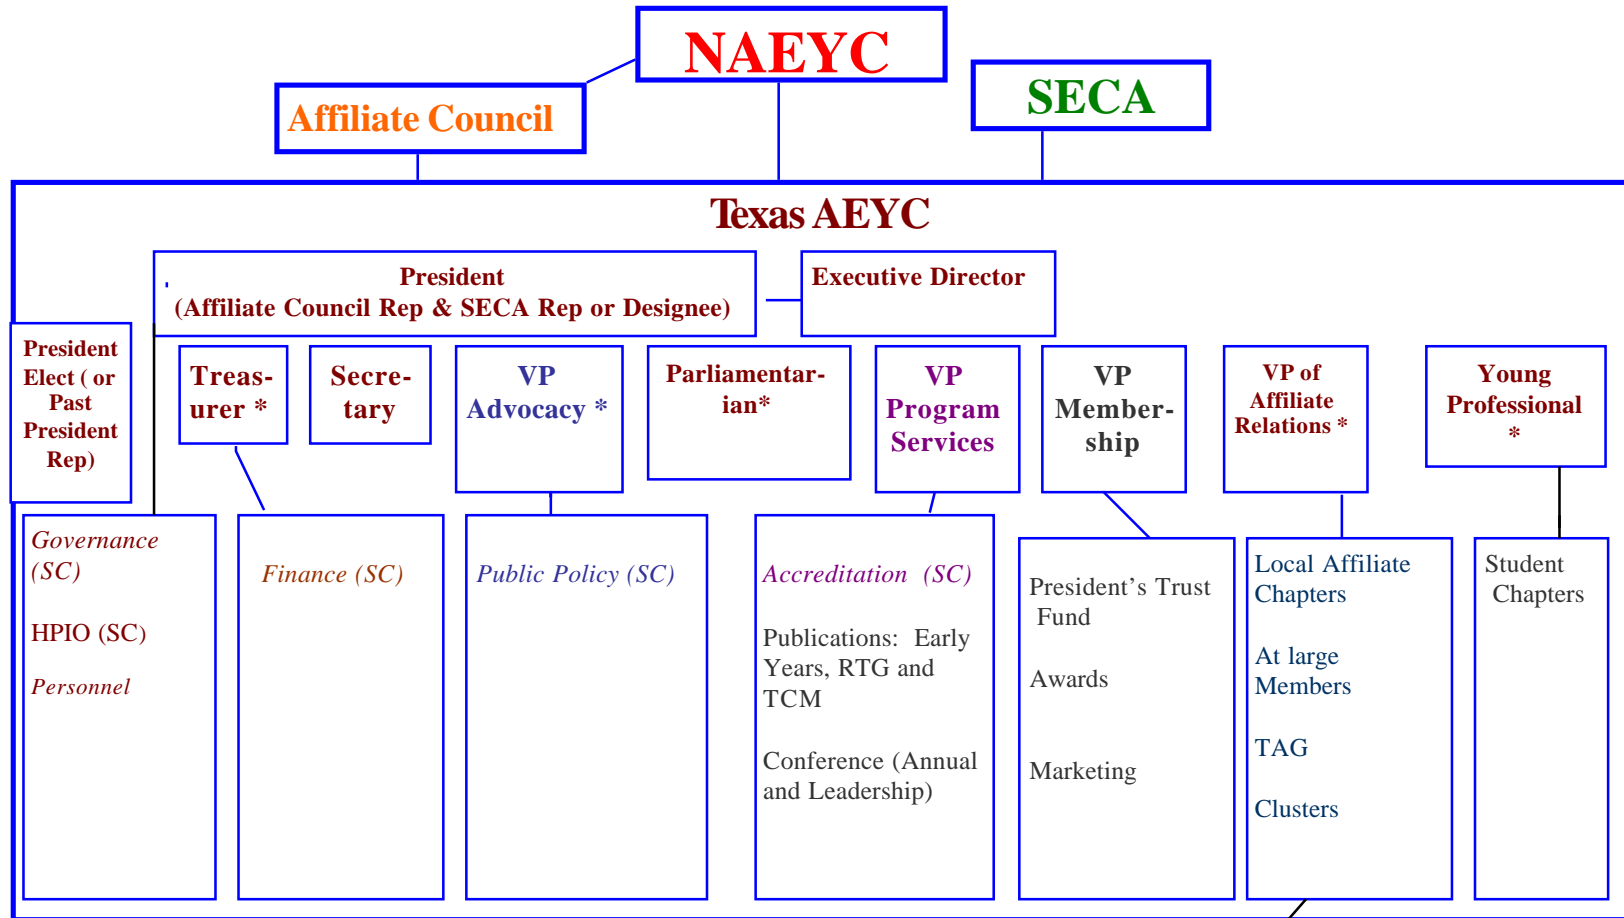 NAEYC
Affiliate Council
SECA
Texas AEYC
President
(Affiliate Council Rep & SECA Rep or Designee)
Executive Director
President
Elect ( or
Past
President
Rep)
Treas-
urer *
Secre-
tary
VP
Advocacy *
Parliamentar-
ian*
VP
Program
Services
VP
Member-
ship
VP of
Affiliate
Relations *
Young
Professional
*
Governance
(SC)
HPIO (SC)
Personnel
Finance (SC)
Public Policy (SC)
Accreditation (SC)
Publications: Early
Years, RTG and
TCM
Conference (Annual
and Leadership)
President’s Trust
Fund
Awards
Marketing
Local Affiliate
Chapters
At large
Members
TAG
Clusters
Student
Chapters